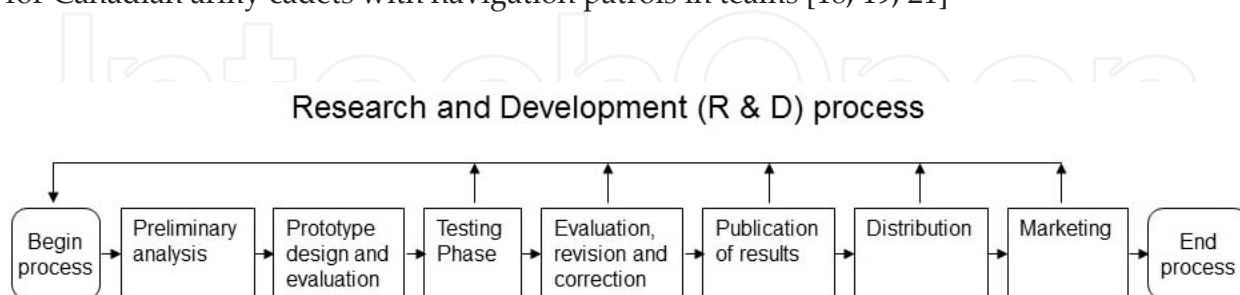 for Canadian army cadets with navigation patrols in teams [18, 19, 21]
IntechOpen
Research and Development (R & D) process
Begin
process
Preliminary
analysis
Prototype
design and
evaluation
Testing
Phase
Evaluation,
revision and
correction
Publication
of results
Distribution
Marketing
End
process